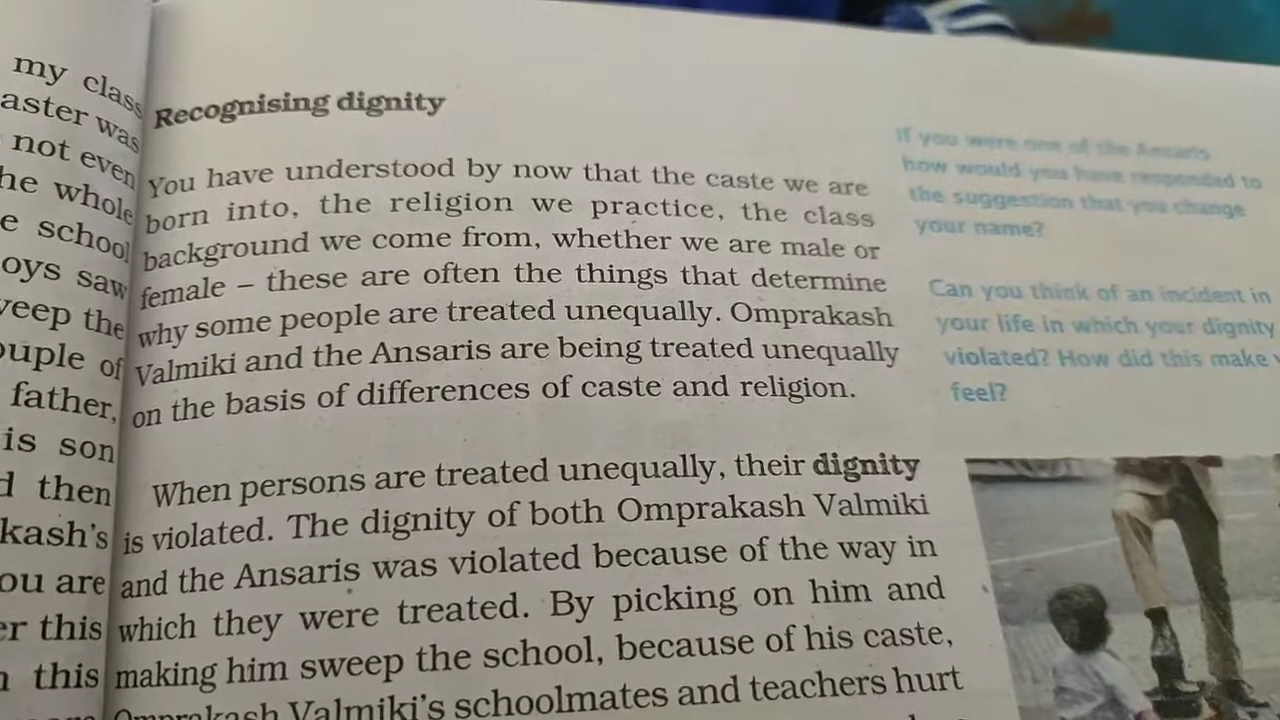 my class
aster was
not even
he whole
e school
oys saw
veep the
ouple of
father,
is son
d then
kash's
ou are
er this
this
Recognising dignity
You have understood by now that the caste we are
born into, the religion we practice, the class
background we come from, whether we are male or
female – these are often the things that determine
why some people are treated unequally. Omprakash
Valmiki and the Ansaris are being treated unequally
on the basis of differences of caste and religion.
When persons are treated unequally, their dignity
is violated. The dignity of both Omprakash Valmiki
and the Ansaris was violated because of the way in
which they were treated. By picking on him and
making him sweep the school, because of his caste,
Omprakash Valmiki's schoolmates and teachers hurt
If you were one of the Ansaris
how would you have responded to
the suggestion that you change
your name?
Can you think of an incident in
your life in which your dignity
violated? How did this make
feel?